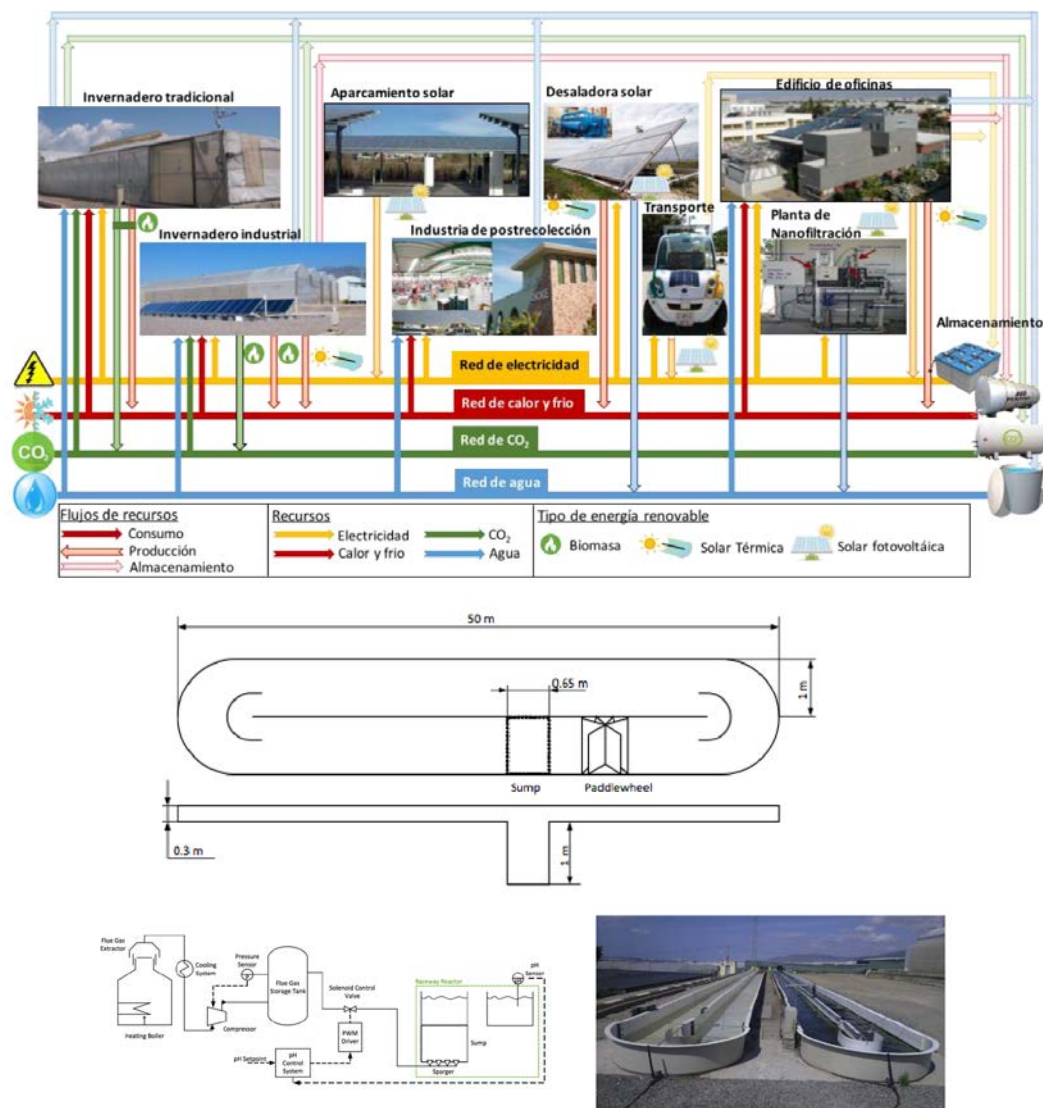 Invernadero tradicional
Aparcamiento solar
Desaladora solar
Edificio de oficinas
Invernadero industrial
Industria de postrecolección
Transporte
Planta de
Nanofiltración
Almacenamiento
Red de electricidad
Red de calor y frio
CO₂
Red de CO₂
Red de agua
Flujos de recursos
Consumo
Producción
Almacenamiento
Recursos
Electricidad
CO₂
Calor y frio
Agua
Tipo de energía renovable
Biomasa
Solar Térmica
Solar fotovoltáica
50 m
0.65 m
1 m
Sump
Paddlewheel
0.3 m
1 m
Flue Gas
Extractor
Cooling
System
Pressure
Sensor
Flue Gas
Storage Tank
Solenoid Control
Valve
Raceway Reactor
pH
Sensor
Compressor
PWM
Driver
Sump
Heating Boiler
pH Setpoint
pH
Control
System
Sparger